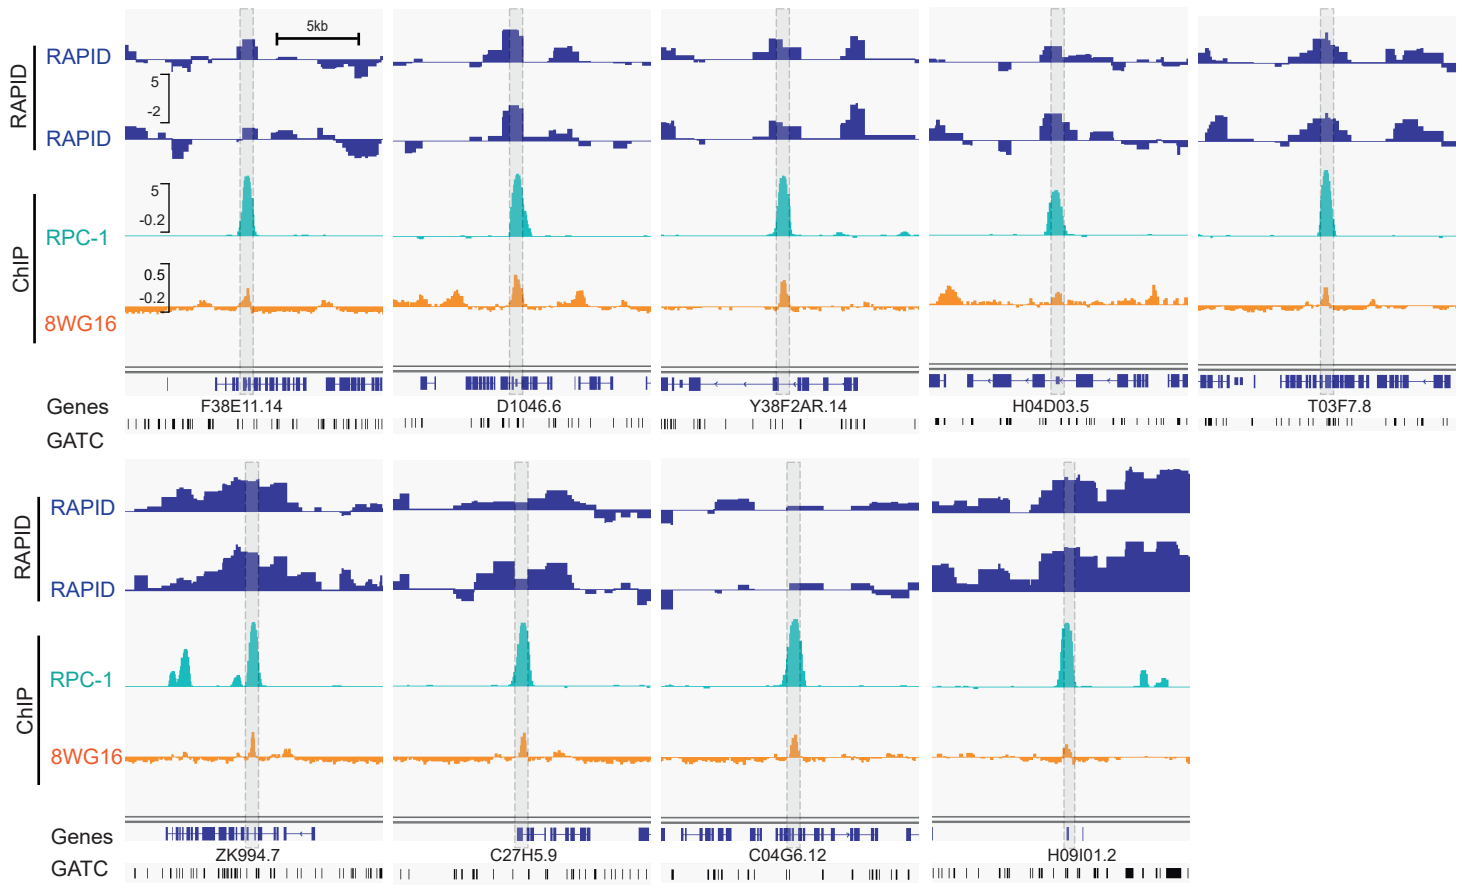 5kb
RAPID
RAPID
5
-2
RAPID
5
-0.2
RPC-1
ChIP
0.5
-0.2
8WG16
Genes
F38E11.14 D1046.6 Y38F2AR.14 H04D03.5 T03F7.8
GATC
RAPID
RAPID
RAPID
RPC-1
ChIP
8WG16
Genes
ZK994.7 C27H5.9 C04G6.12 H09I01.2
GATC